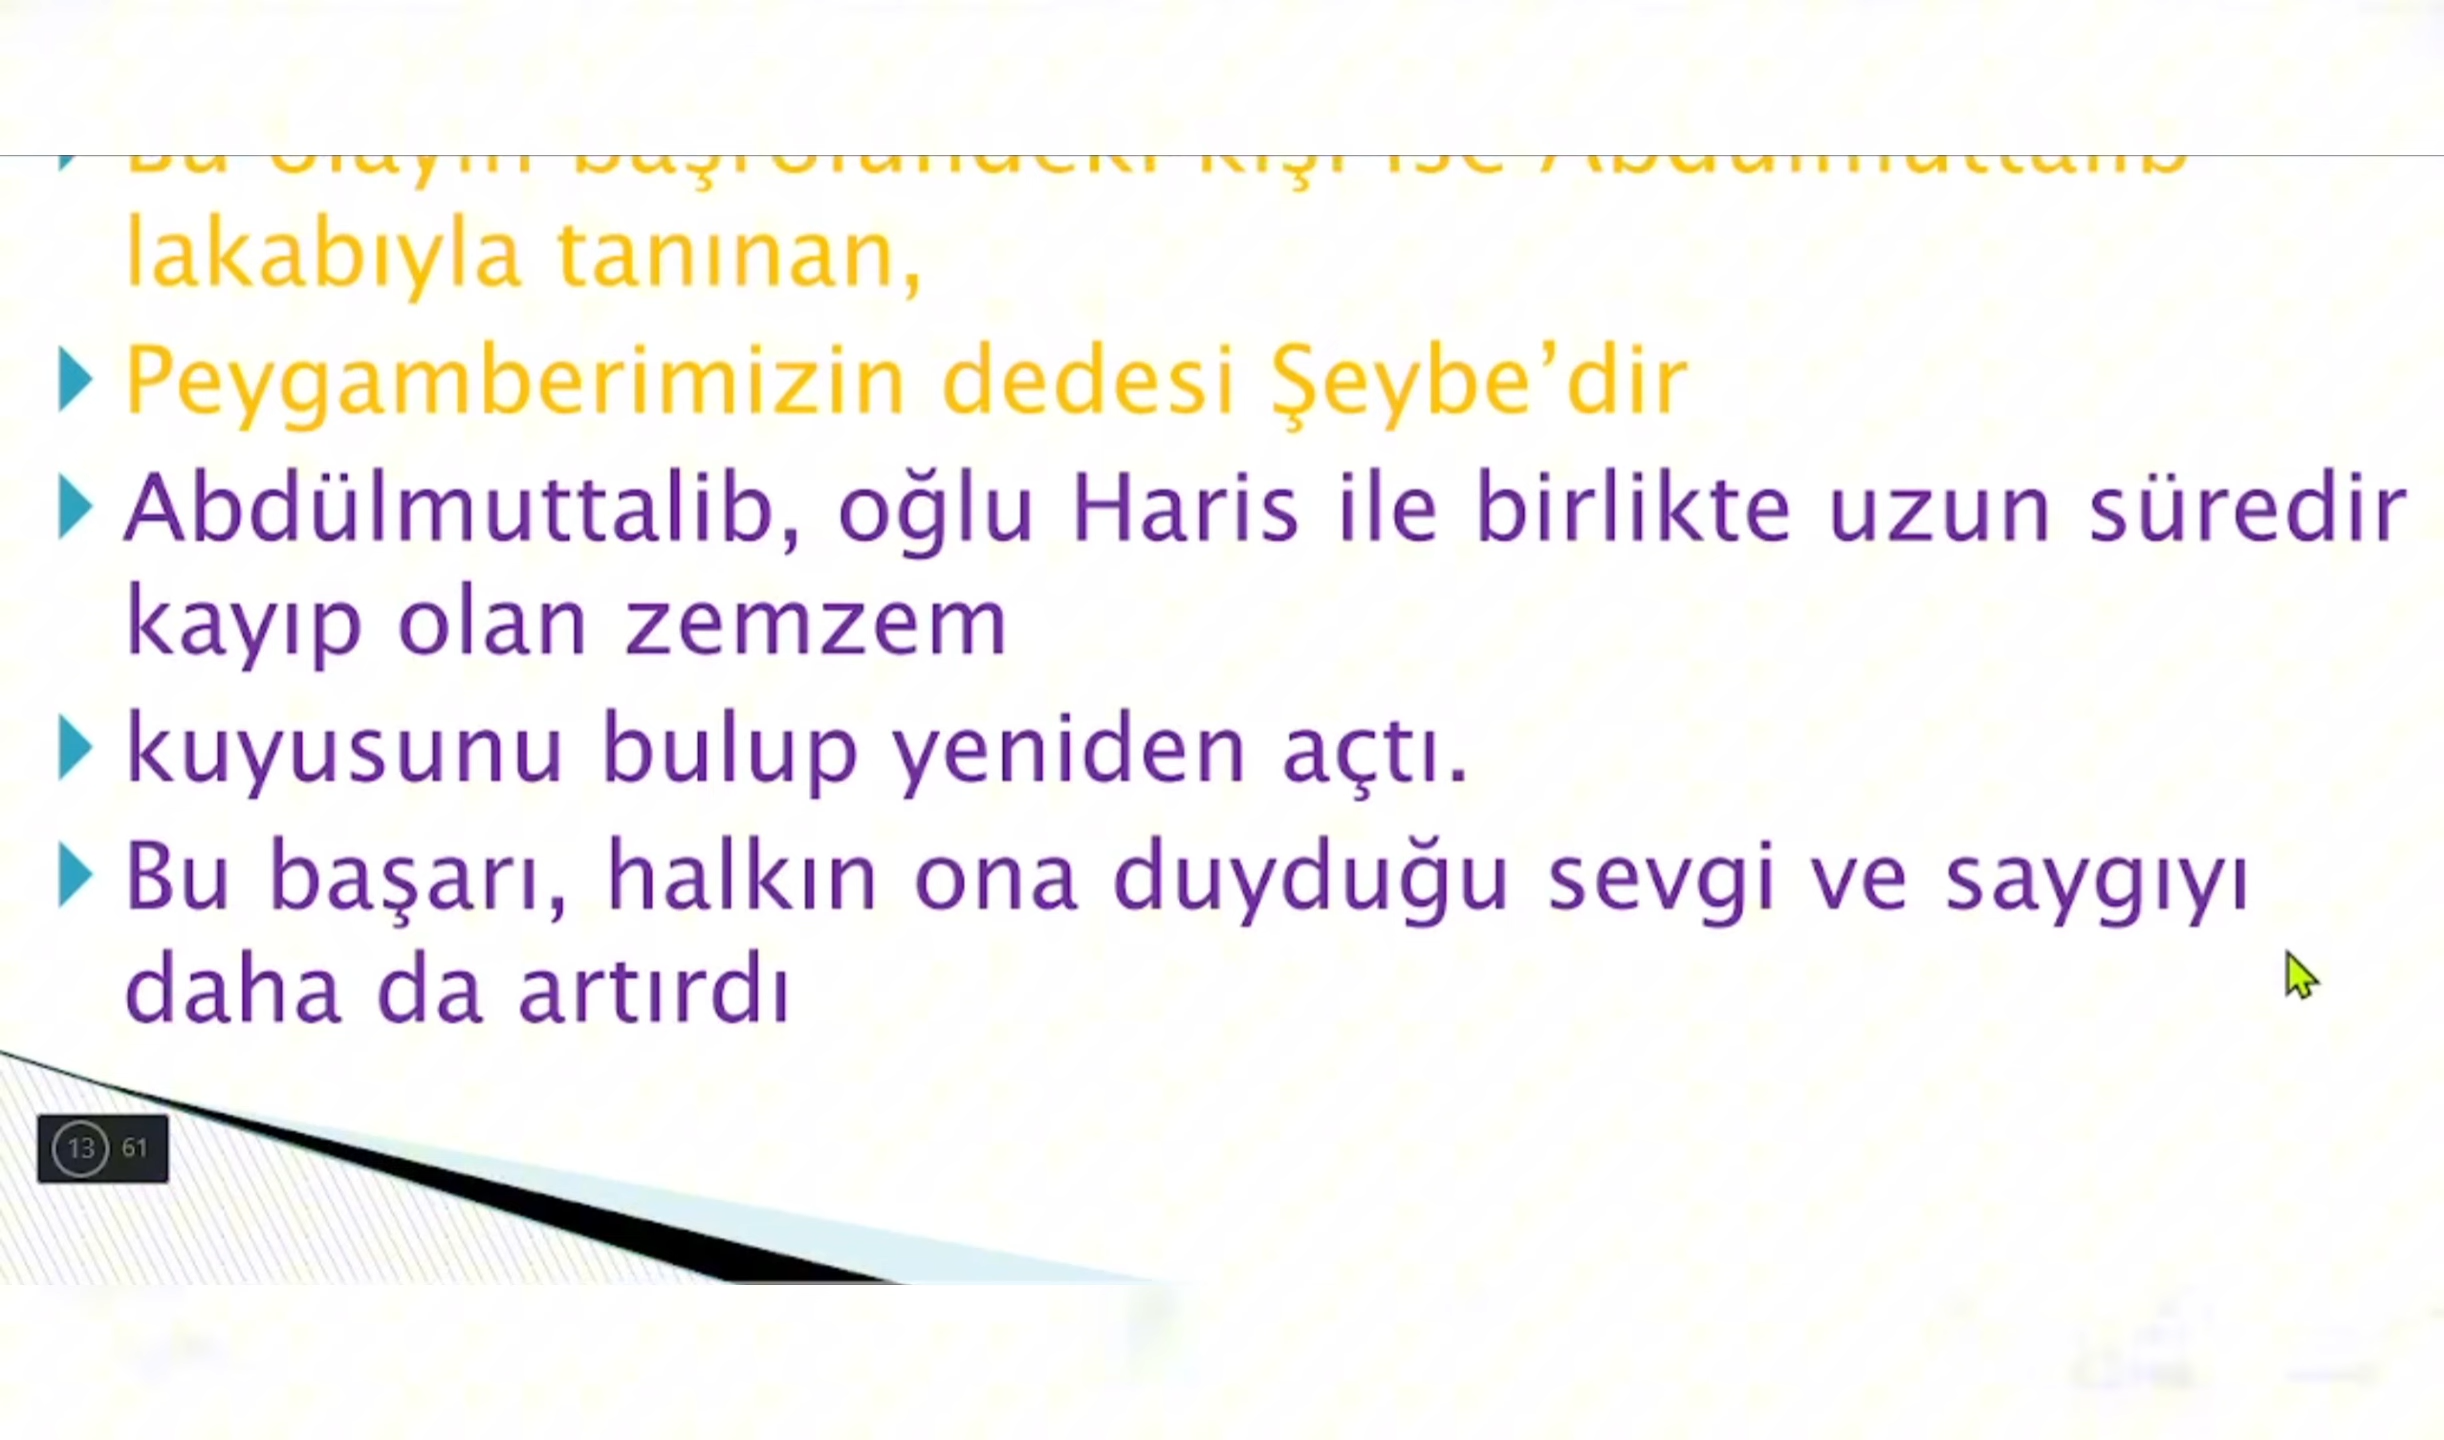 Bu olayın başrolündeki kişi ise Abdülmuttalib
lakabıyla tanınan,
Peygamberimizin dedesi Şeybe’dir
Abdülmuttalib, oğlu Haris ile birlikte uzun süredir
kayıp olan zemzem
kuyusunu bulup yeniden açtı.
Bu başarı, halkın ona duyduğu sevgi ve saygıyı
daha da artırdı
13 61